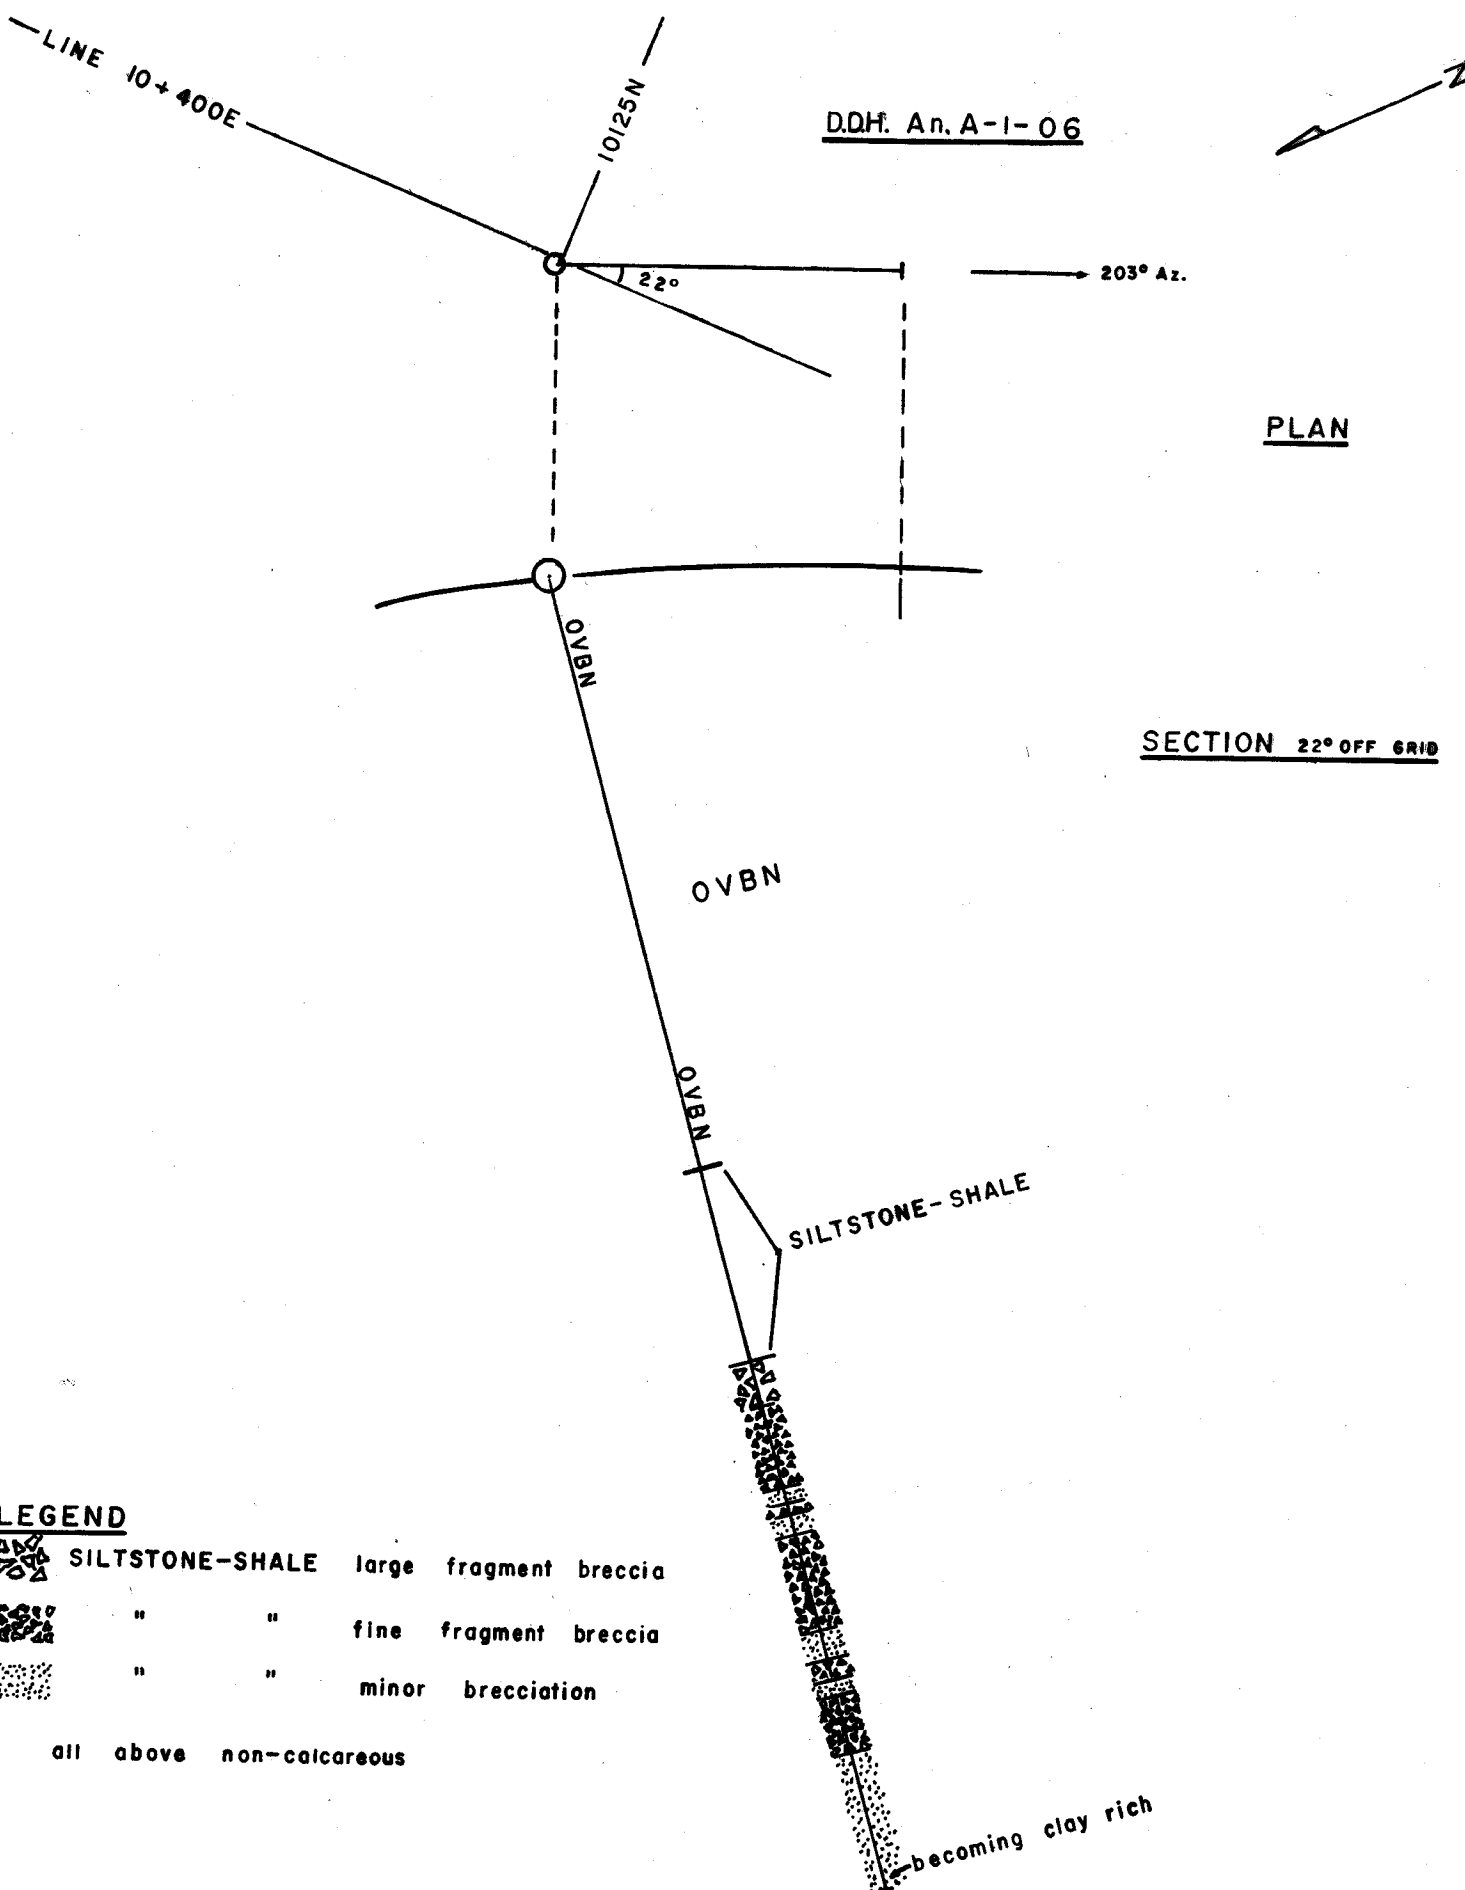 LINE 10+400E
10125N
D.D.H. An. A-1-06
N
22°
203° Az.
PLAN
OVBN
SECTION 22° OFF GRID
OVBN
OVBN
SILTSTONE-SHALE
LEGEND
SILTSTONE-SHALE large fragment breccia
" " fine fragment breccia
" " minor brecciation
all above non-calcareous
becoming clay rich